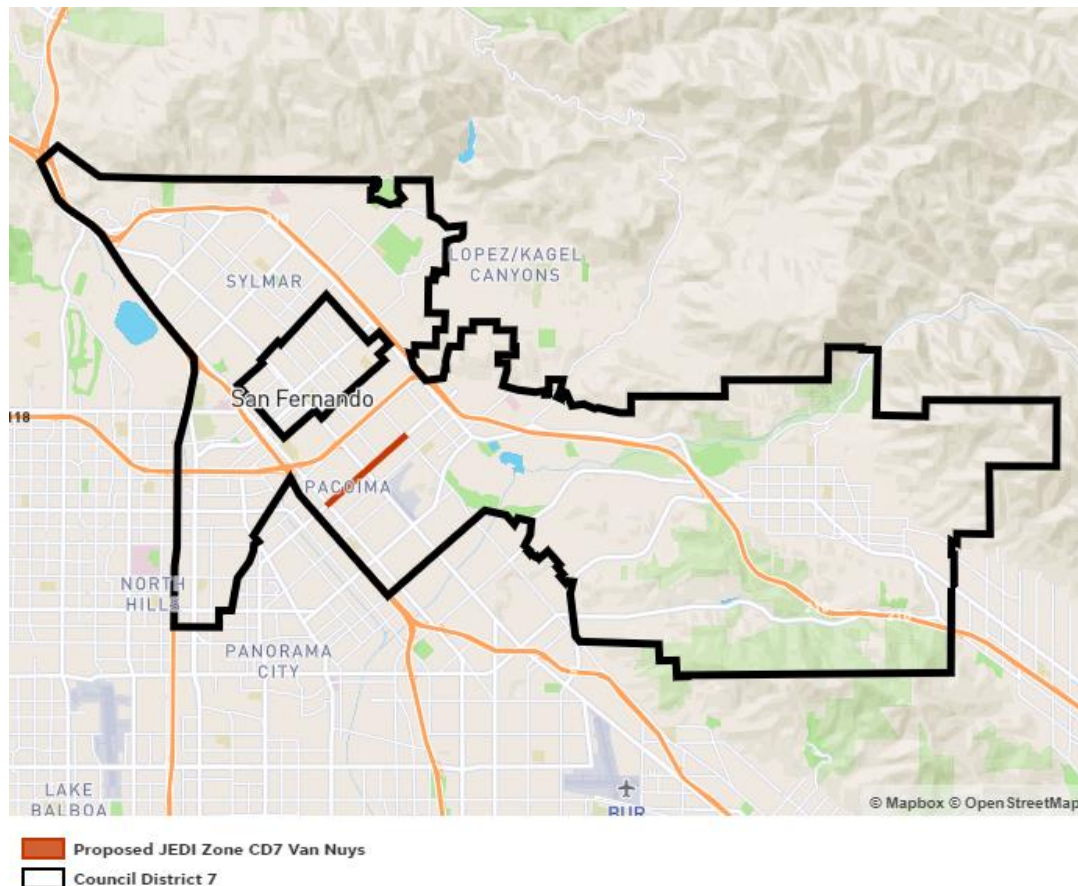 LOPEZ/KAGEL
CANYONS
SYLMAR
San Fernando
118
PACOIMA
NORTH
HILLS
PANORAMA
CITY
210
LAKE
BALBOA
BUR
© Mapbox © OpenStreetMap
Proposed JEDI Zone CD7 Van Nuys
Council District 7